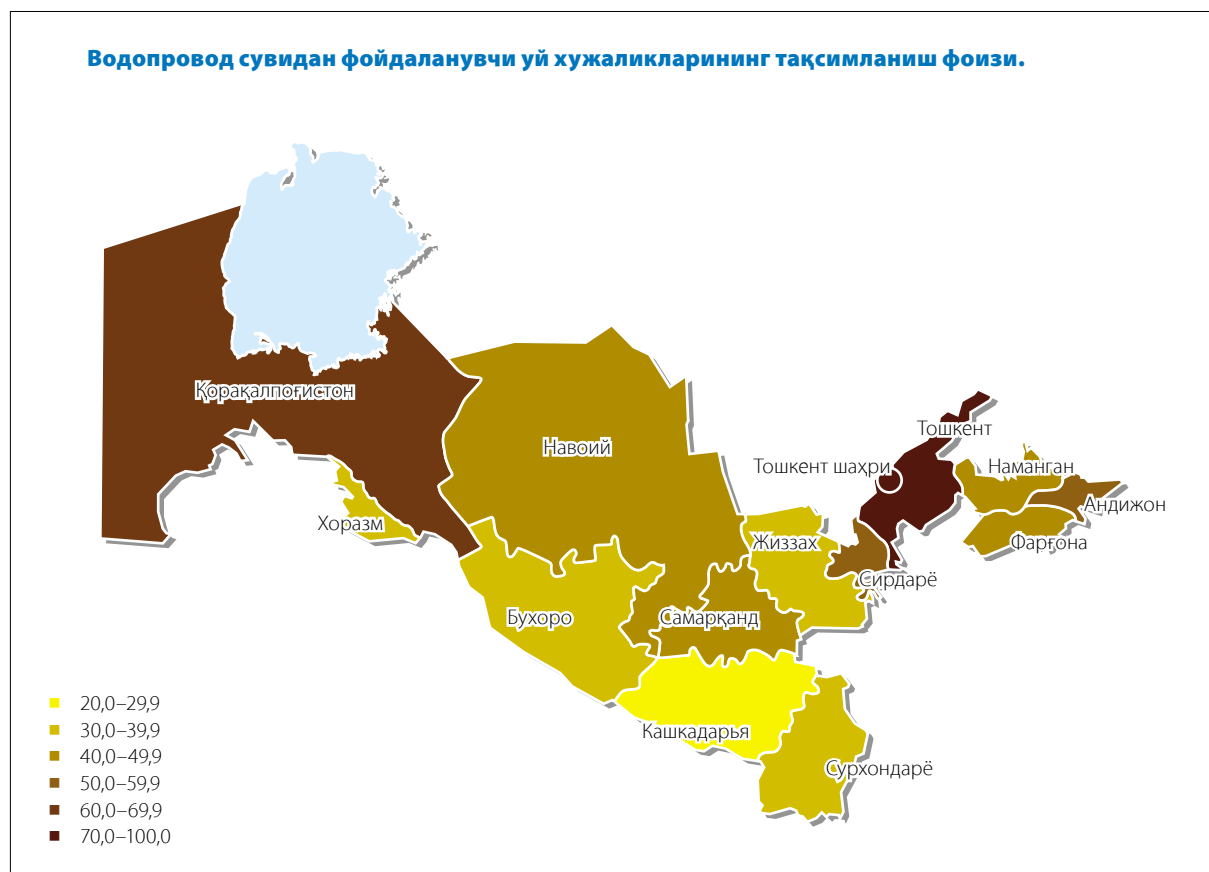 Водопровод сувидан фойдаланувчи уй хужаликларининг тақсимланиш фоизи.
Қорақалпоғистон
Навоий
Тошкент
Тошкент шаҳри
Наманган
Андижон
Хоразм
Жиззах
Фарғона
Сирдарё
Бухоро
Самарқанд
Кашкадарья
Сурхондарё
20,0–29,9
30,0–39,9
40,0–49,9
50,0–59,9
60,0–69,9
70,0–100,0